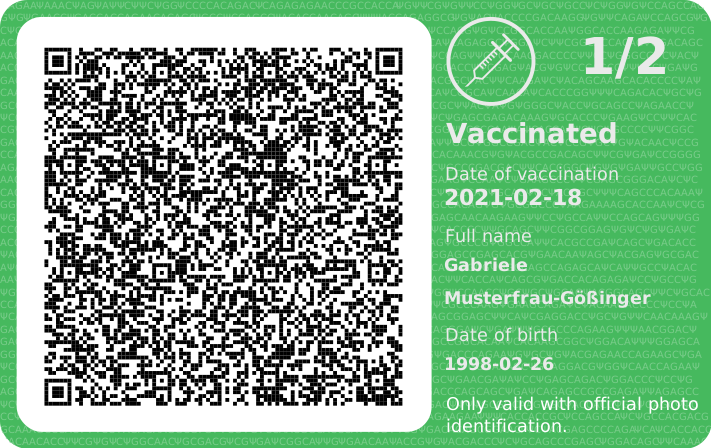 1/2
Vaccinated
Date of vaccination
2021-02-18
Full name
Gabriele
Musterfrau-Gößinger
Date of birth
1998-02-26
Only valid with official photo
identification.